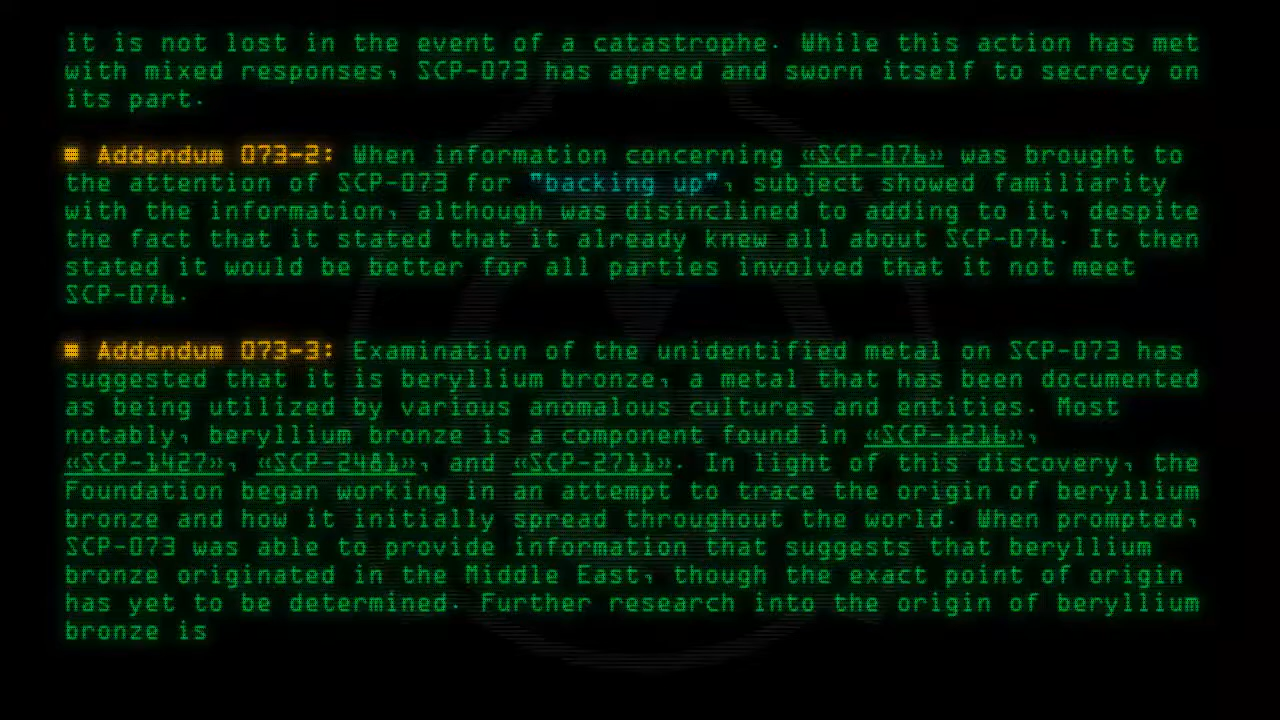 it is not lost in the event of a catastrophe. While this action has met
with mixed responses, SCP-073 has agreed and sworn itself to secrecy on
its part.
■ Addendum 073-2: When information concerning «SCP-076» was brought to
the attention of SCP-073 for "backing up", subject showed familiarity
with the information, although was disinclined to adding to it, despite
the fact that it stated that it already knew all about SCP-076. It then
stated it would be better for all parties involved that it not meet
SCP-076.
■ Addendum 073-3: Examination of the unidentified metal on SCP-073 has
suggested that it is beryllium bronze, a metal that has been documented
as being utilized by various anomalous cultures and entities. Most
notably, beryllium bronze is a component found in «SCP-1216»,
«SCP-1427», «SCP-2481», and «SCP-2711». In light of this discovery, the
Foundation began working in an attempt to trace the origin of beryllium
bronze and how it initially spread throughout the world. When prompted,
SCP-073 was able to provide information that suggests that beryllium
bronze originated in the Middle East, though the exact point of origin
has yet to be determined. Further research into the origin of beryllium
bronze is